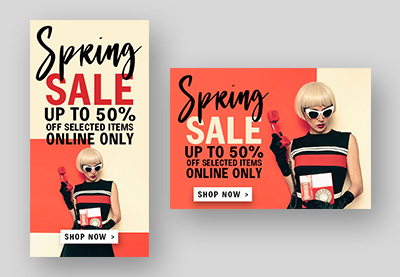 Spring
SALE
UP TO 50%
OFF SELECTED ITEMS
ONLINE ONLY
SHOP NOW >
Spring
SALE
UP TO 50%
OFF SELECTED ITEMS
ONLINE ONLY
SHOP NOW >